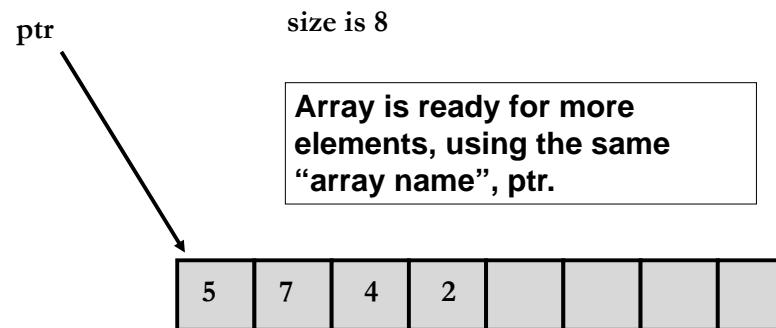 ptr
size is 8
Array is ready for more
elements, using the same
“array name”, ptr.
5 7 4 2